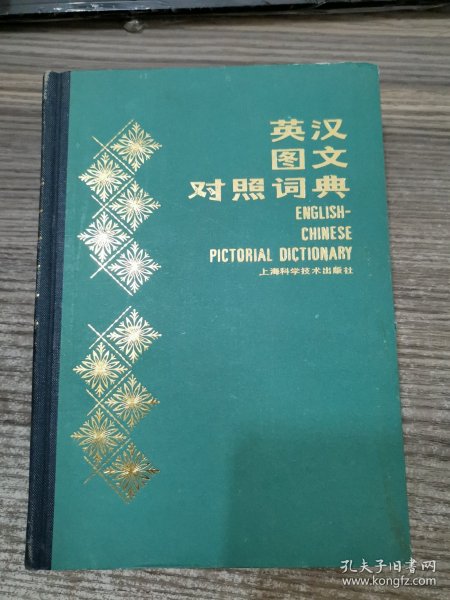 英汉
图文
对照词典
ENGLISH-
CHINESE
PICTORIAL DICTIONARY
上海科学技术出版社
孔夫子旧书网
www.kongfz.com